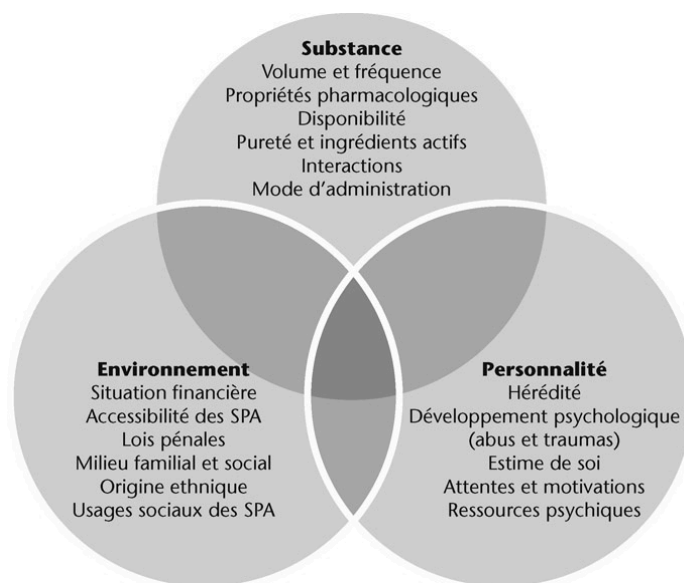 Substance
Volume et fréquence
Propriétés pharmacologiques
Disponibilité
Pureté et ingrédients actifs
Interactions
Mode d’administration
Environnement
Situation financière
Accessibilité des SPA
Lois pénales
Milieu familial et social
Origine ethnique
Usages sociaux des SPA
Personnalité
Hérédité
Développement psychologique
(abus et traumas)
Estime de soi
Attentes et motivations
Ressources psychiques